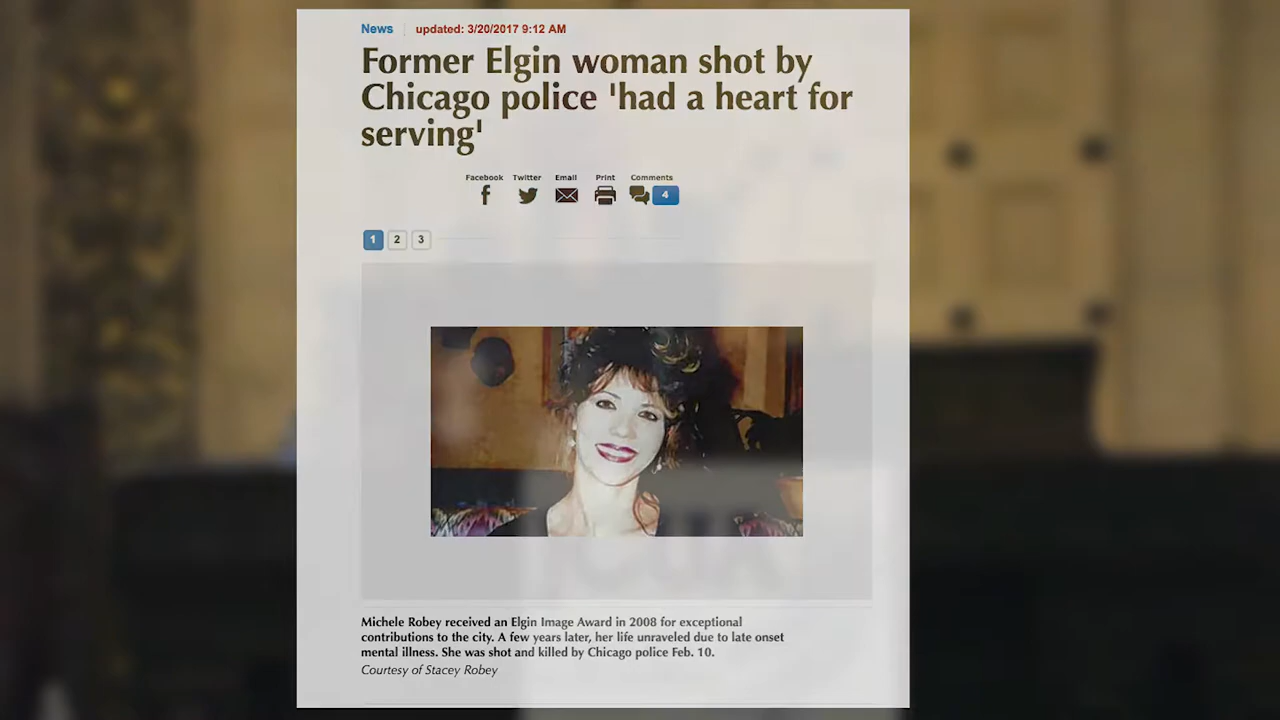 News updated: 3/20/2017 9:12 AM
Former Elgin woman shot by
Chicago police 'had a heart for
serving'
Facebook Twitter Email Print Comments
4
1 2 3
Michele Robey received an Elgin Image Award in 2008 for exceptional
contributions to the city. A few years later, her life unraveled due to late onset
mental illness. She was shot and killed by Chicago police Feb. 10.
Courtesy of Stacey Robey